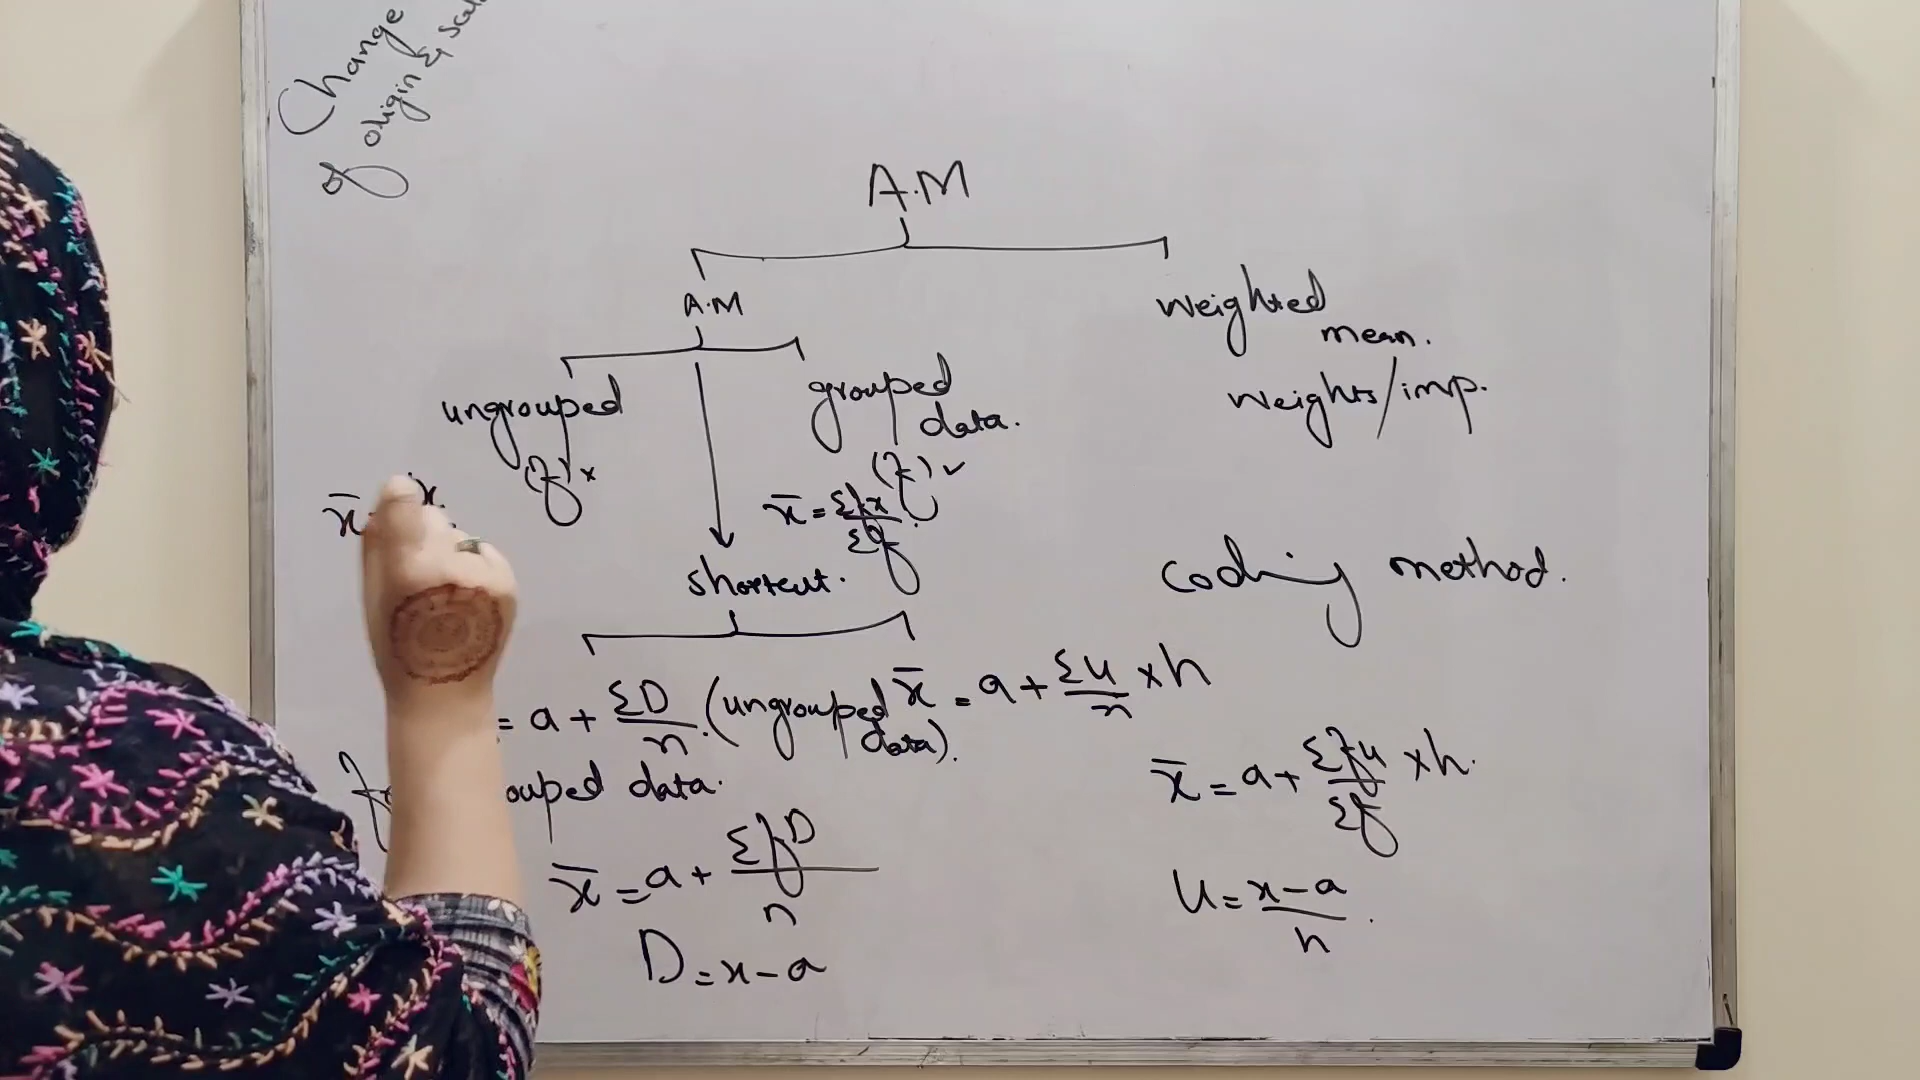 Change
of origin & scal
A.M
A.M
weighted
mean.
ungrouped
grouped
data.
weights/imp.
(f) ×
(f) ✓
x̄
x̄ = Σfx / Σf
shortcut.
coding method.
= a + ΣD / n . (ungrouped data).
x̄ = a + Σu / n × h
ouped data.
x̄ = a + Σfu / Σf × h.
x̄ = a + ΣfD / n
u = x - a / h .
D = x - a